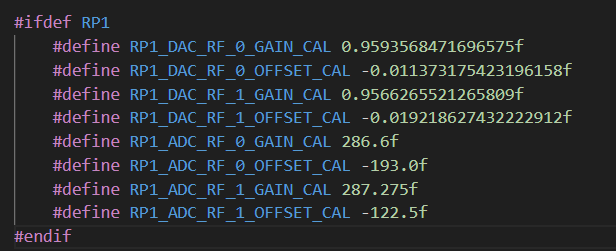 #ifdef RP1
    #define RP1_DAC_RF_0_GAIN_CAL 0.9593568471696575f
    #define RP1_DAC_RF_0_OFFSET_CAL -0.011373175423196158f
    #define RP1_DAC_RF_1_GAIN_CAL 0.9566265521265809f
    #define RP1_DAC_RF_1_OFFSET_CAL -0.019218627432222912f
    #define RP1_ADC_RF_0_GAIN_CAL 286.6f
    #define RP1_ADC_RF_0_OFFSET_CAL -193.0f
    #define RP1_ADC_RF_1_GAIN_CAL 287.275f
    #define RP1_ADC_RF_1_OFFSET_CAL -122.5f
#endif